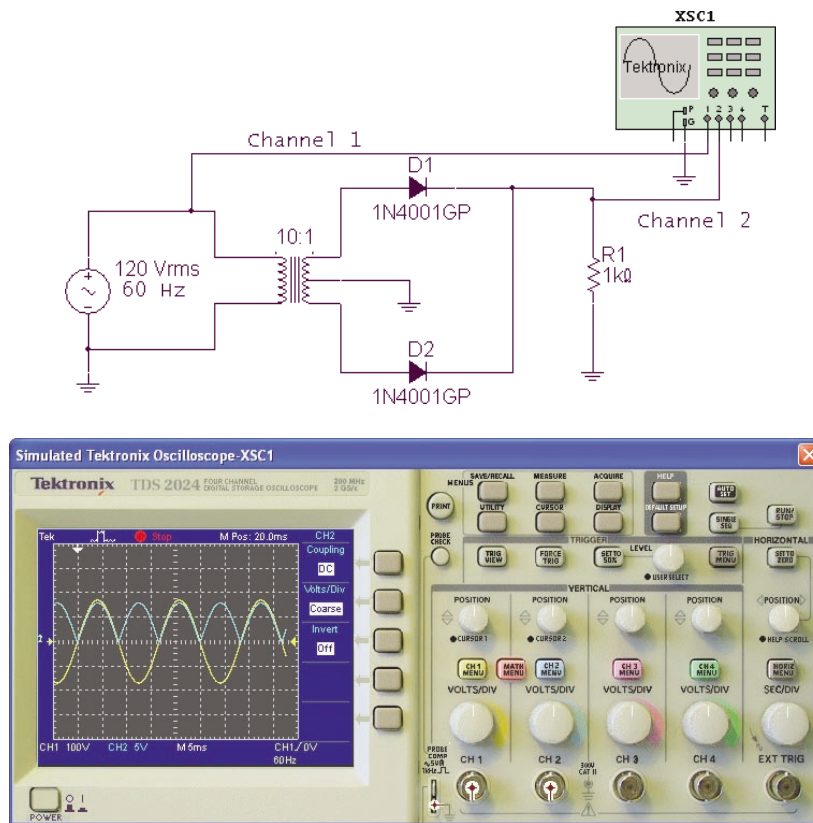 XSC1
Tektronix
P
G
1 2 3 4 T
Channel 1
D1
1N4001GP
Channel 2
10:1
120 Vrms
60 Hz
R1
1kΩ
D2
1N4001GP
Simulated Tektronix Oscilloscope-XSC1
Tektronix TDS 2024 FOUR CHANNEL DIGITAL STORAGE OSCILLOSCOPE 200 MHz 2 GS/s
Tek Stop M Pos: 20.0ms CH2
Coupling
DC
Volts/Div
Coarse
Invert
Off
2
CH1 100V CH2 5V M 5ms CH1 / 0V
60Hz
POWER
PRINT
MENUS
SAVE/RECALL MEASURE ACQUIRE
UTILITY CURSOR DISPLAY
HELP
DEFAULT SETUP
AUTO SET
SINGLE SEQ
RUN/STOP
PROBE CHECK
TRIGGER
TRIG VIEW
FORCE TRIG
SET TO 50%
LEVEL
USER SELECT
TRIG MENU
HORIZONTAL
SET TO ZERO
VERTICAL
POSITION POSITION POSITION POSITION POSITION
CURSOR 1 CURSOR 2 HELP SCROLL
CH 1 MENU
MATH MENU
CH 2 MENU
CH 3 MENU
CH 4 MENU
HORIZ MENU
VOLTS/DIV VOLTS/DIV VOLTS/DIV VOLTS/DIV SEC/DIV
PROBE COMP
~5V@
1kHz
CH 1 CH 2 CH 3 CH 4 EXT TRIG
300V
CAT II